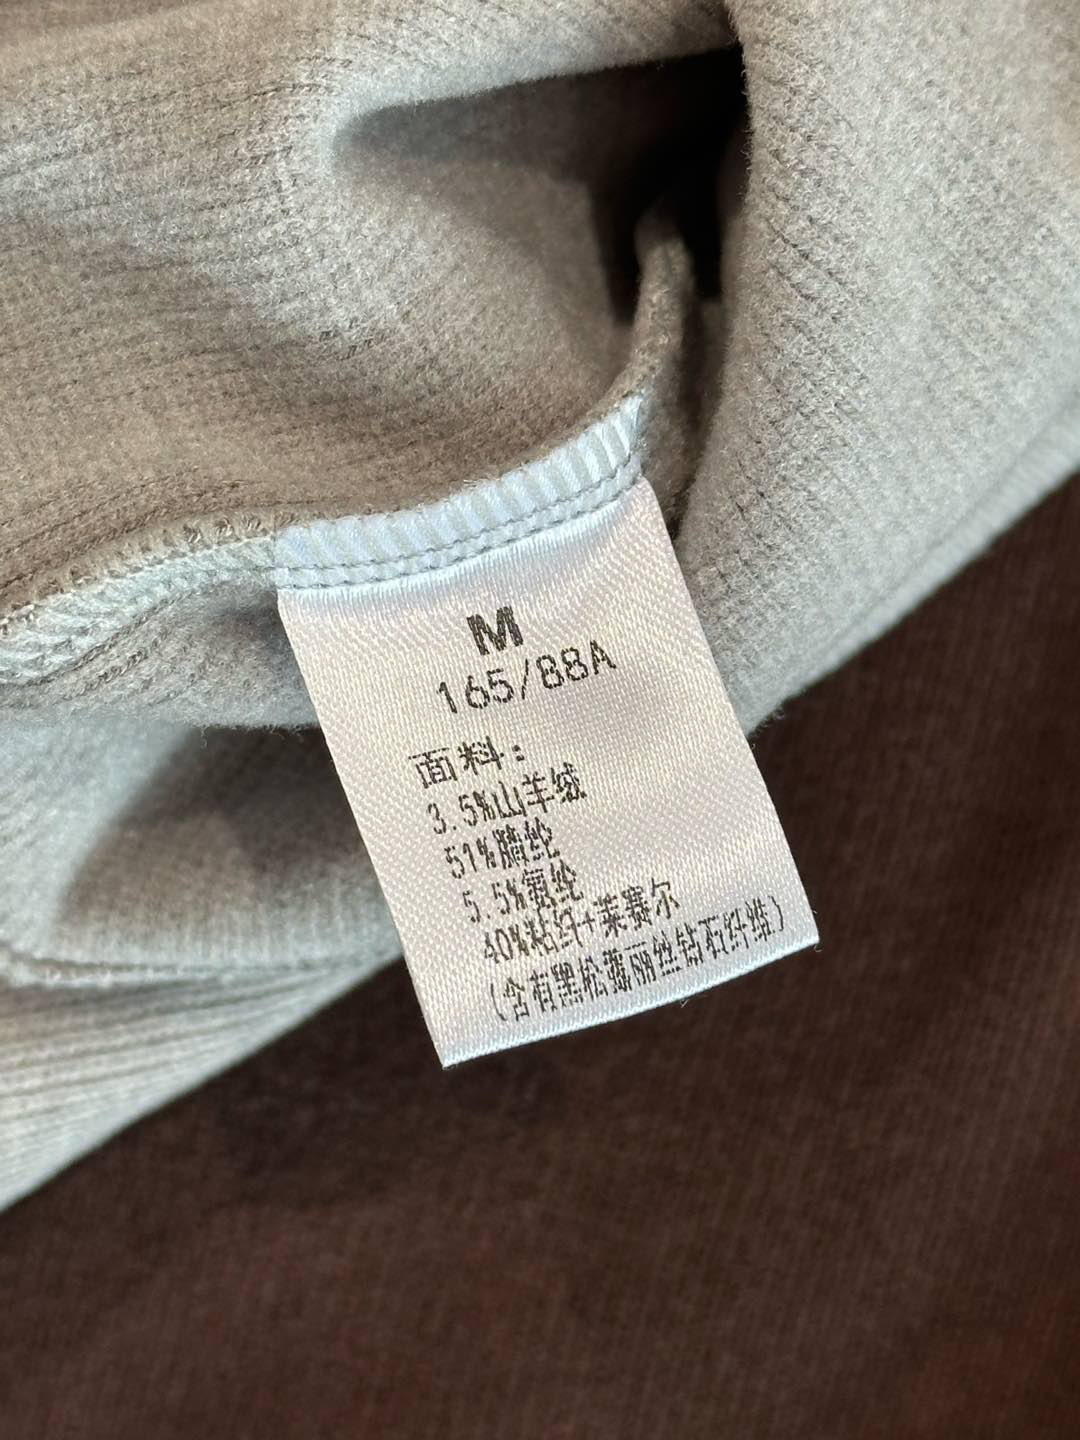 M
165/88A
面料：
3.5%山羊绒
51%腈纶
5.5%氨纶
40%粘纤+莱赛尔
（含有黑松露丽丝钻石纤维）